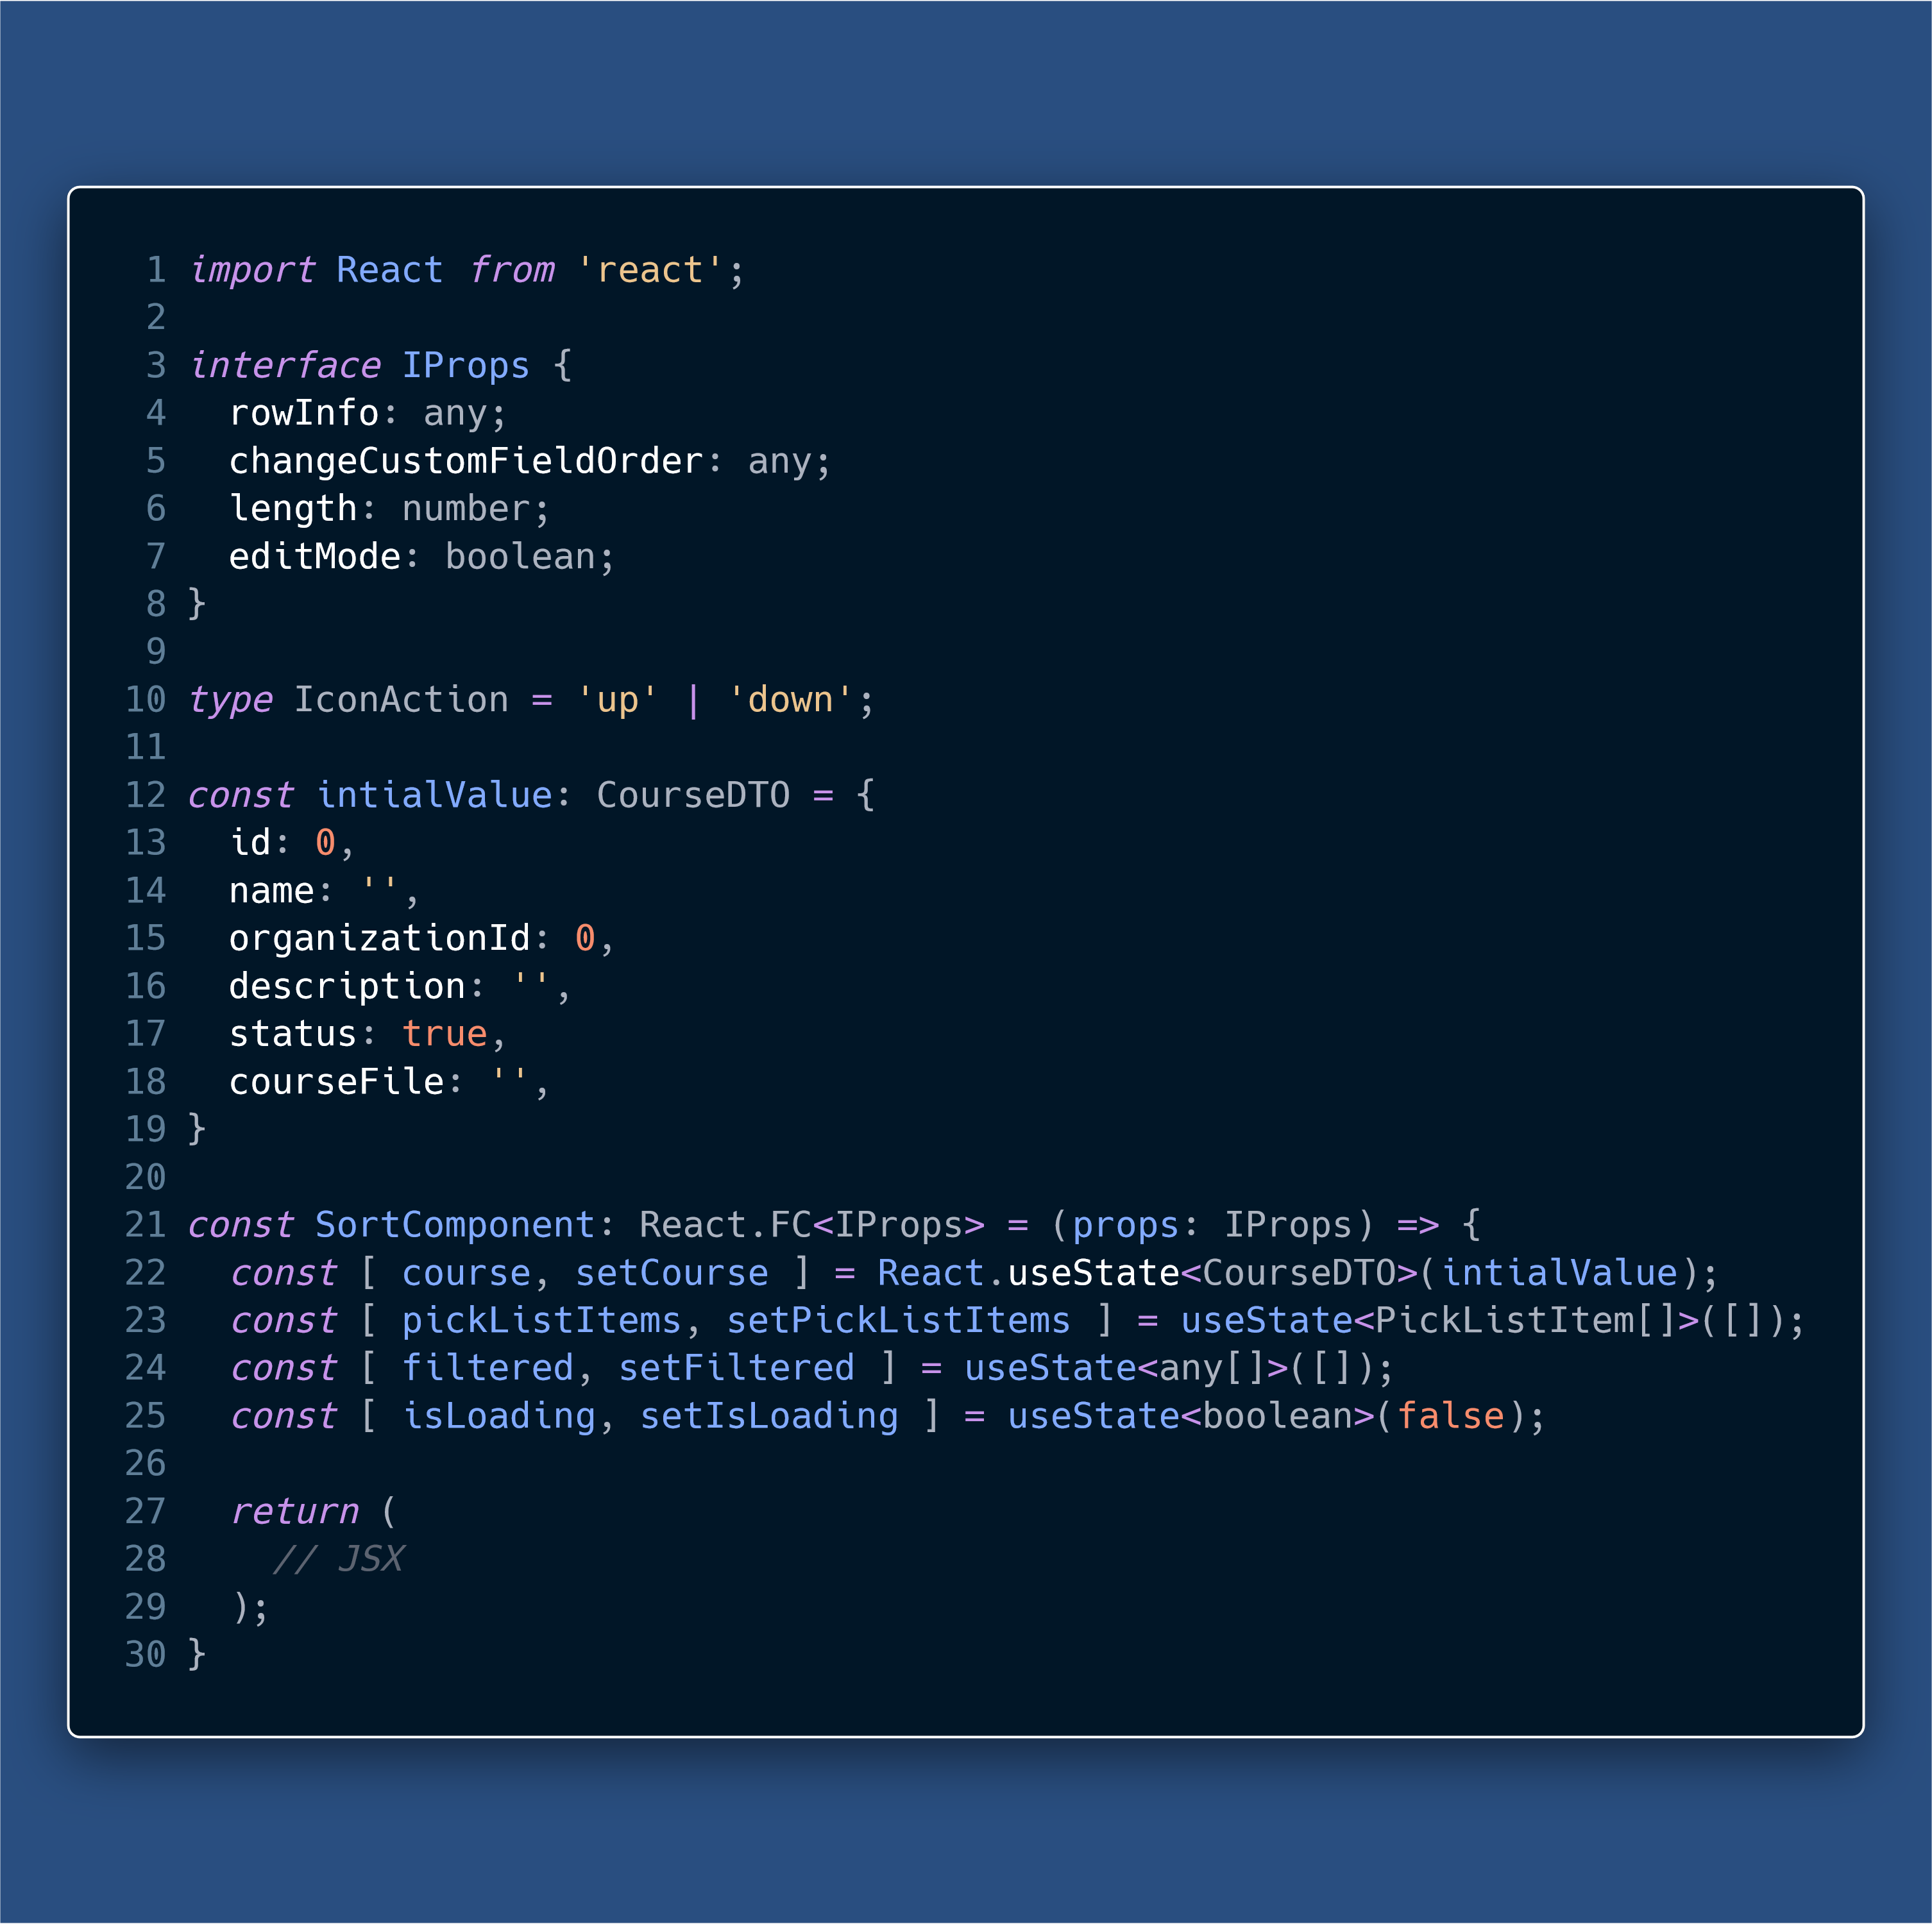 1 import React from 'react';
2
3 interface IProps {
4   rowInfo: any;
5   changeCustomFieldOrder: any;
6   length: number;
7   editMode: boolean;
8 }
9
10 type IconAction = 'up' | 'down';
11
12 const intialValue: CourseDTO = {
13   id: 0,
14   name: '',
15   organizationId: 0,
16   description: '',
17   status: true,
18   courseFile: '',
19 }
20
21 const SortComponent: React.FC<IProps> = (props: IProps) => {
22   const [ course, setCourse ] = React.useState<CourseDTO>(intialValue);
23   const [ pickListItems, setPickListItems ] = useState<PickListItem[]>([]);
24   const [ filtered, setFiltered ] = useState<any[]>([]);
25   const [ isLoading, setIsLoading ] = useState<boolean>(false);
26
27   return (
28     // JSX
29   );
30 }